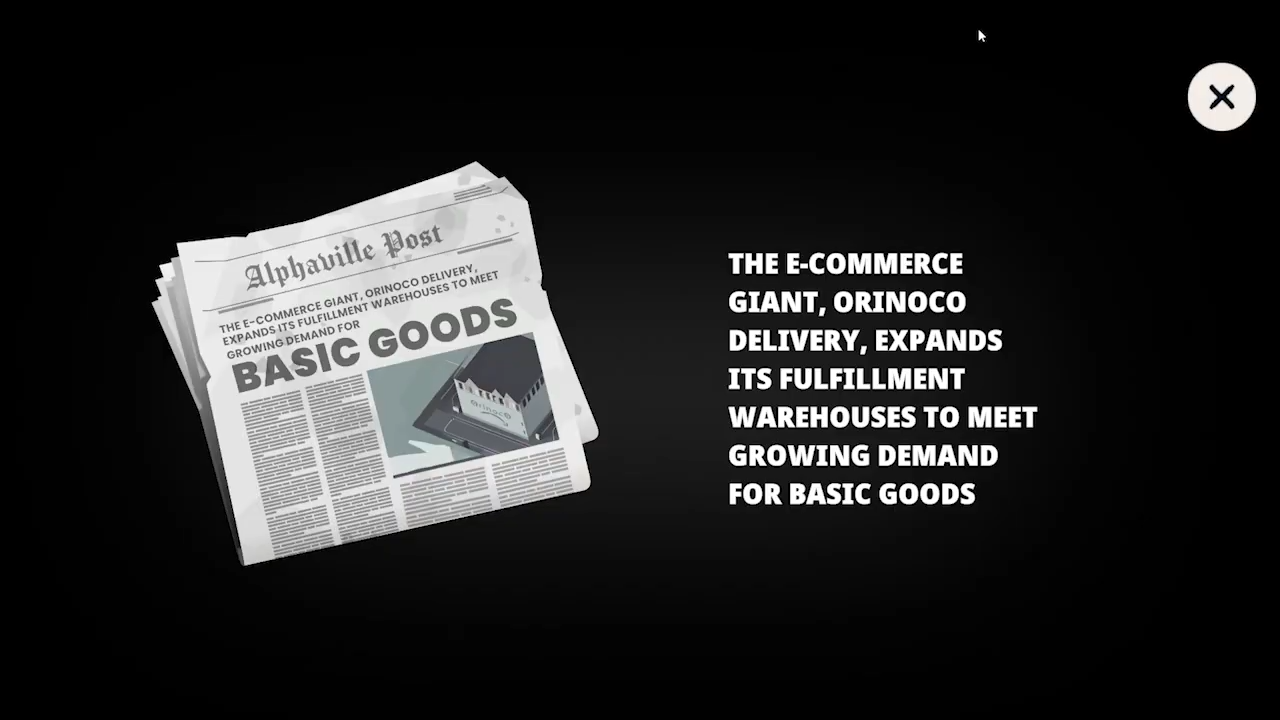 Alphaville Post
THE E-COMMERCE GIANT, ORINOCO DELIVERY,
EXPANDS ITS FULFILLMENT WAREHOUSES TO MEET
GROWING DEMAND FOR
BASIC GOODS
Orinoco
THE E-COMMERCE
GIANT, ORINOCO
DELIVERY, EXPANDS
ITS FULFILLMENT
WAREHOUSES TO MEET
GROWING DEMAND
FOR BASIC GOODS